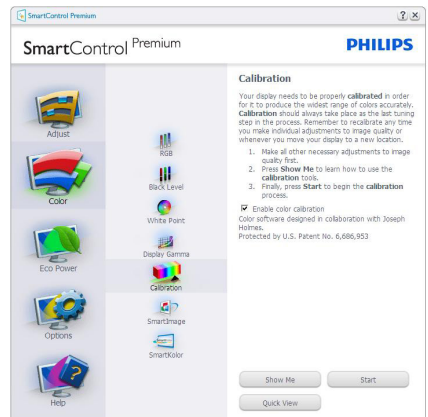 SmartControl Premium
SmartControl Premium
PHILIPS
Adjust
Color
Eco Power
Options
Help
RGB
Black Level
White Point
Display Gamma
Calibration
SmartImage
SmartKolor
Calibration
Your display needs to be properly calibrated in order
for it to produce the widest range of colors accurately.
Calibration should always take place as the last tuning
step in the process. Remember to recalibrate any time
you make individual adjustments to image quality or
whenever you move your display to a new location.
1. Make all other necessary adjustments to image
quality first.
2. Press Show Me to learn how to use the
calibration tools.
3. Finally, press Start to begin the calibration
process.
Enable color calibration
Color software designed in collaboration with Joseph
Holmes.
Protected by U.S. Patent No. 6,686,953
Show Me
Start
Quick View